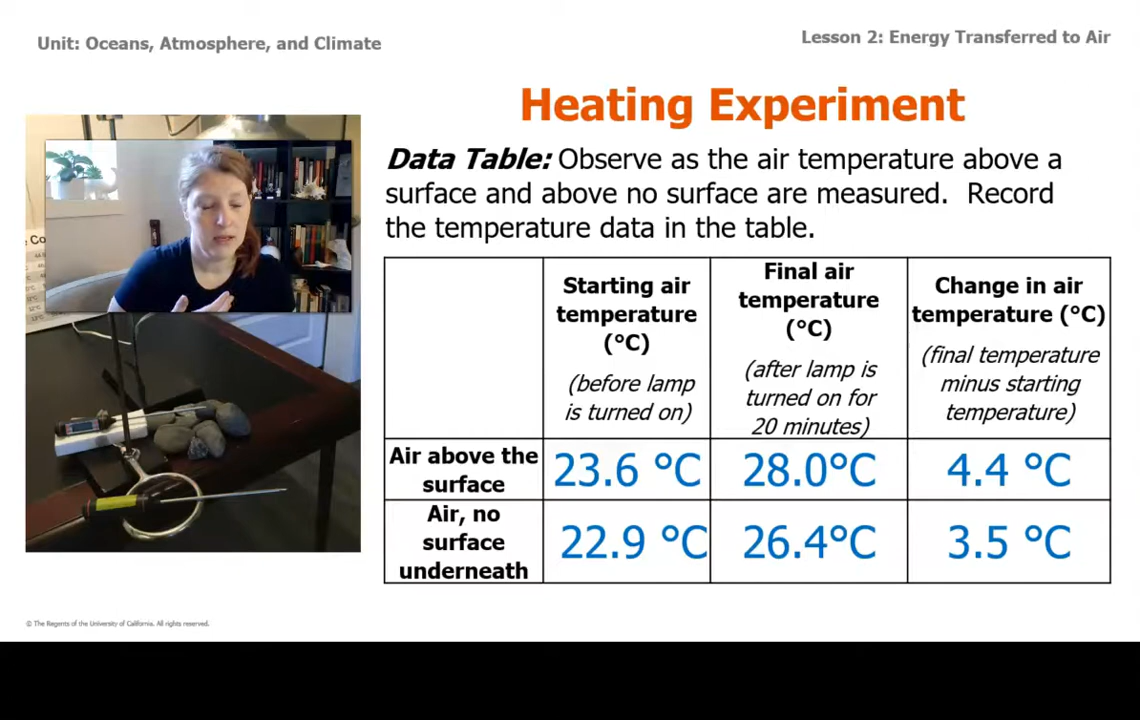 Unit: Oceans, Atmosphere, and Climate
Lesson 2: Energy Transferred to Air
Heating Experiment
Data Table: Observe as the air temperature above a
surface and above no surface are measured. Record
the temperature data in the table.
Starting air
temperature
(°C)
(before lamp
is turned on)
Final air
temperature
(°C)
(after lamp is
turned on for
20 minutes)
Change in air
temperature (°C)
(final temperature
minus starting
temperature)
Air above the
surface
23.6 °C
28.0°C
4.4 °C
Air, no
surface
underneath
22.9 °C
26.4°C
3.5 °C
© The Regents of the University of California. All rights reserved.